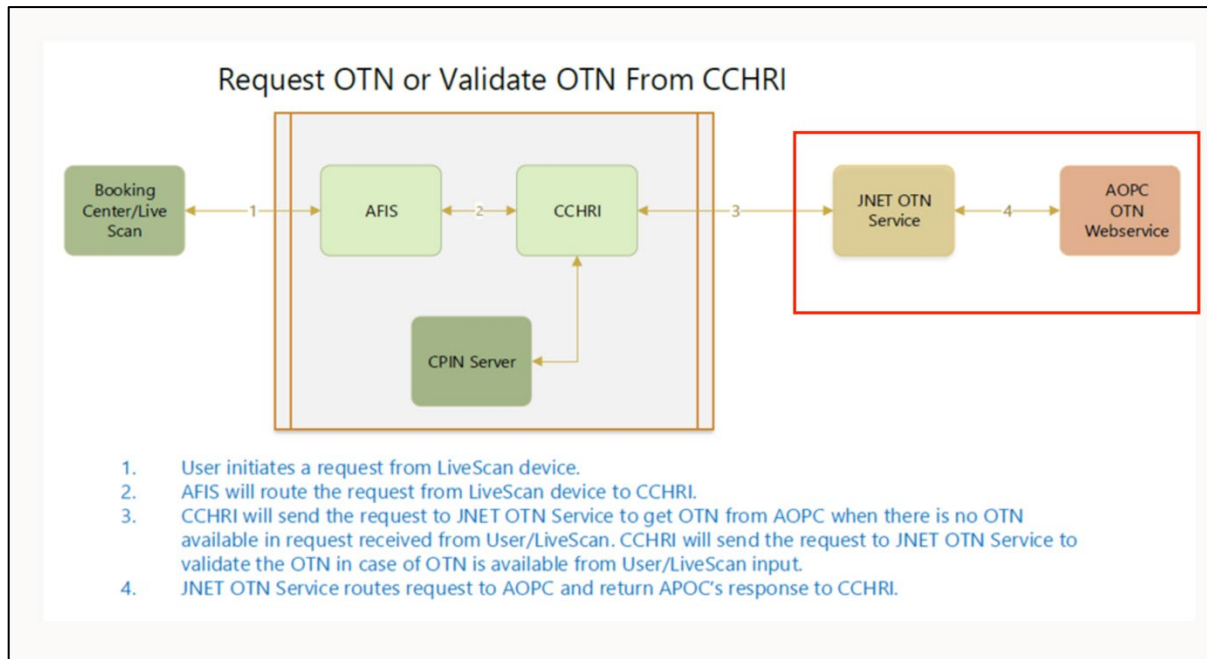 Request OTN or Validate OTN From CCHRI
Booking
Center/Live
Scan
1
AFIS
2
CCHRI
3
JNET OTN
Service
4
AOPC
OTN
Webservice
CPIN Server
1. User initiates a request from LiveScan device.
2. AFIS will route the request from LiveScan device to CCHRI.
3. CCHRI will send the request to JNET OTN Service to get OTN from AOPC when there is no OTN
available in request received from User/LiveScan. CCHRI will send the request to JNET OTN Service to
validate the OTN in case of OTN is available from User/LiveScan input.
4. JNET OTN Service routes request to AOPC and return APOC's response to CCHRI.